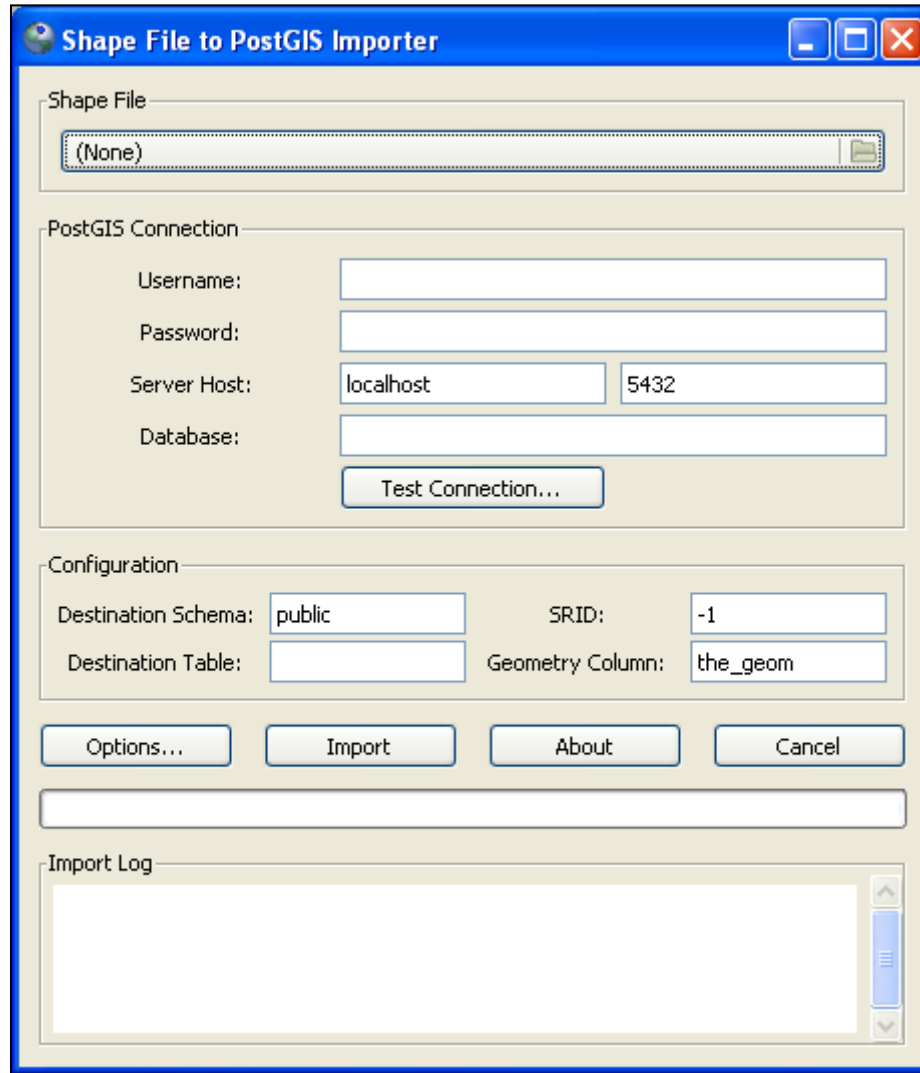 Shape File to PostGIS Importer
Shape File
(None)
PostGIS Connection
Username:
Password:
Server Host: localhost 5432
Database:
Test Connection...
Configuration
Destination Schema: public SRID: -1
Destination Table: Geometry Column: the_geom
Options... Import About Cancel
Import Log